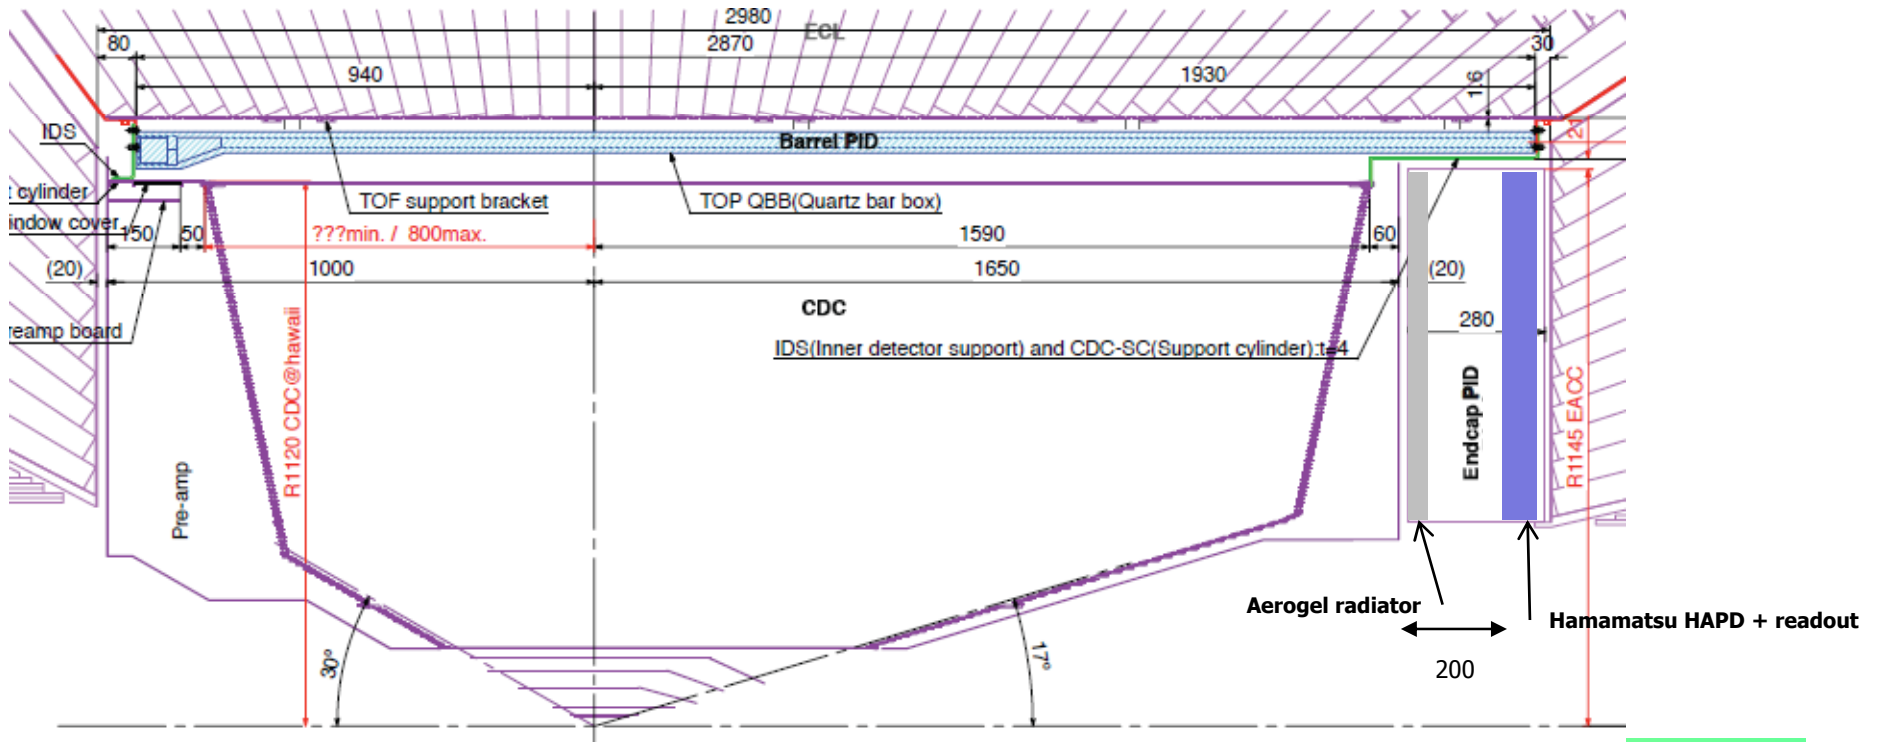 2980
ECL
80
2870
30
940
1930
1.6
IDS
Barrel PID
21
t cylinder
TOF support bracket
TOP QBB(Quartz bar box)
indow cover
150
50
???min. / 800max.
1590
60
(20)
1000
1650
(20)
CDC
280
reamp board
IDS(Inner detector support) and CDC-SC(Support cylinder):t=4
R1120 CDC@hawaii
Endcap PID
R1145 EACC
Pre-amp
Aerogel radiator
Hamamatsu HAPD + readout
30°
17°
200